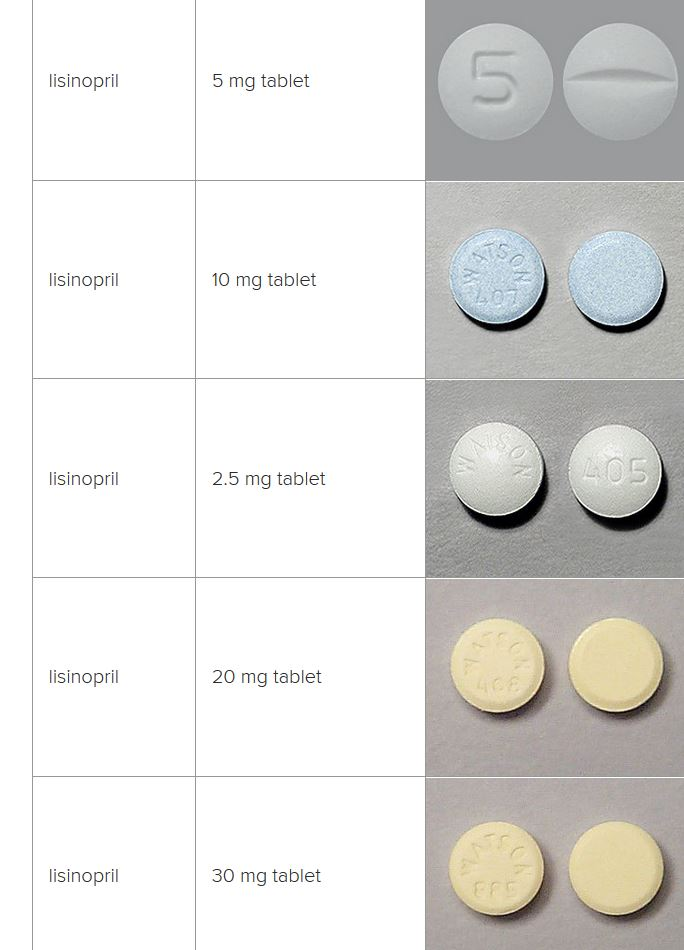 lisinopril 5 mg tablet 5
lisinopril 10 mg tablet WATSON
407
lisinopril 2.5 mg tablet WATSON 405
lisinopril 20 mg tablet WATSON
408
lisinopril 30 mg tablet WATSON
885